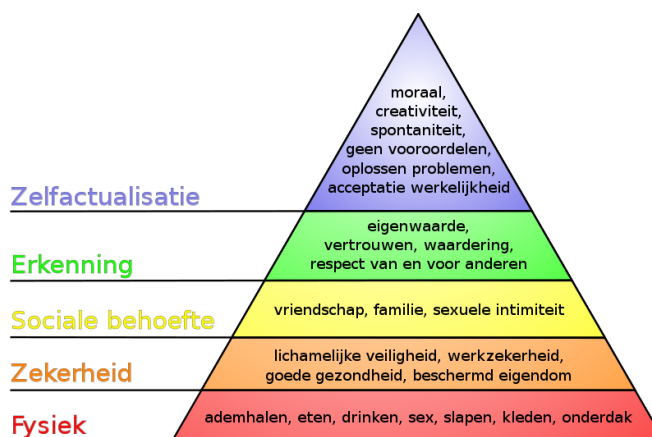 moraal,
creativiteit,
spontaniteit,
geen vooroordelen,
oplossen problemen,
acceptatie werkelijkheid
Zelfactualisatie
eigenwaarde,
vertrouwen, waardering,
respect van en voor anderen
Erkenning
vriendschap, familie, sexuele intimiteit
Sociale behoefte
lichamelijke veiligheid, werkzekerheid,
goede gezondheid, beschermd eigendom
Zekerheid
ademhalen, eten, drinken, sex, slapen, kleden, onderdak
Fysiek